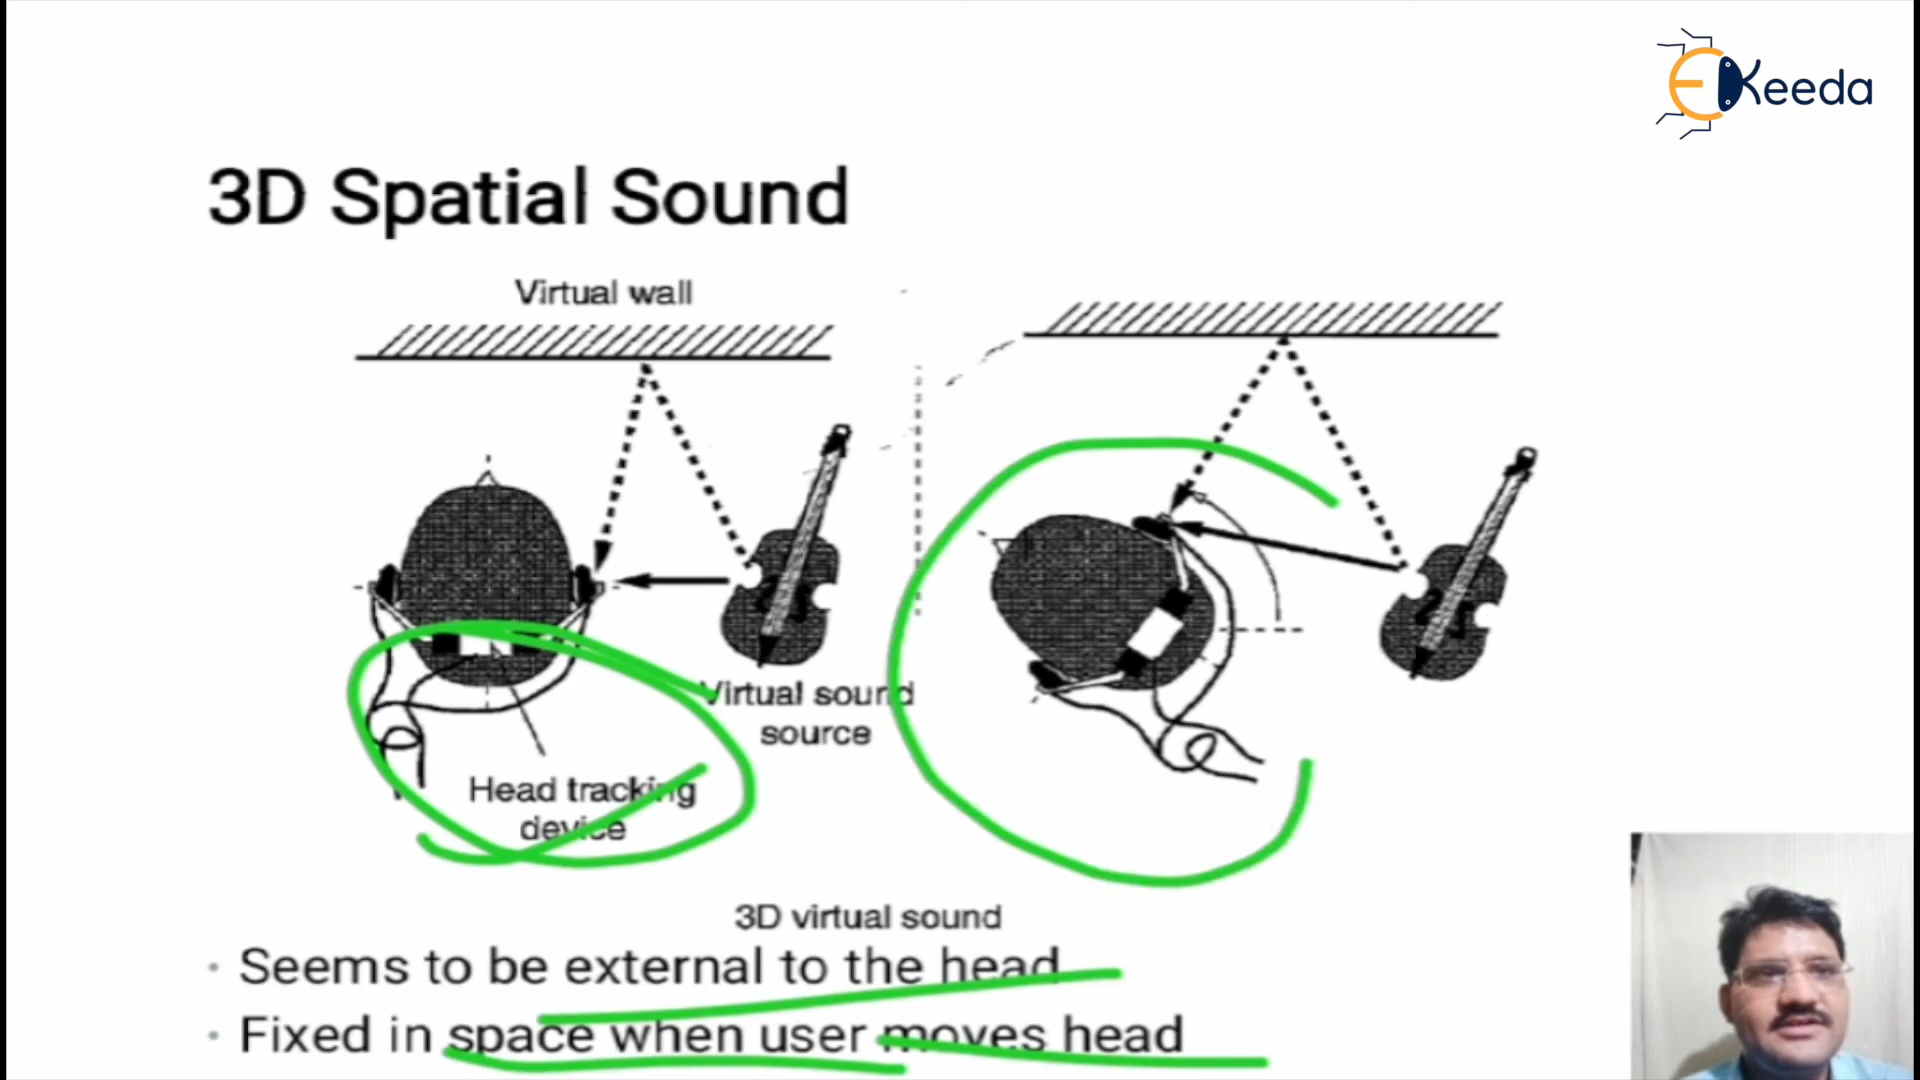 EKeeda
3D Spatial Sound
Virtual wall
Virtual sound
source
Head tracking
device
3D virtual sound
• Seems to be external to the head
• Fixed in space when user moves head